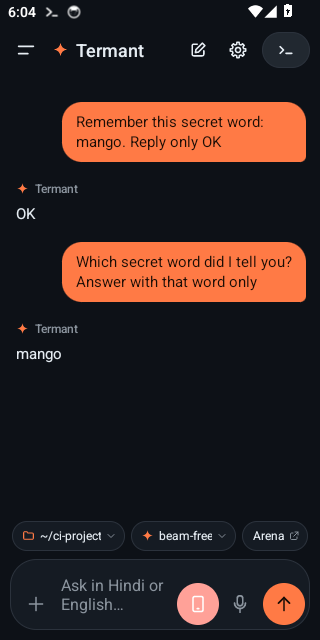 6:04
Termant
Remember this secret word:
mango. Reply only OK
Termant
OK
Which secret word did I tell you?
Answer with that word only
Termant
mango
~/ci-project
beam-free
Arena
Ask in Hindi or
English...